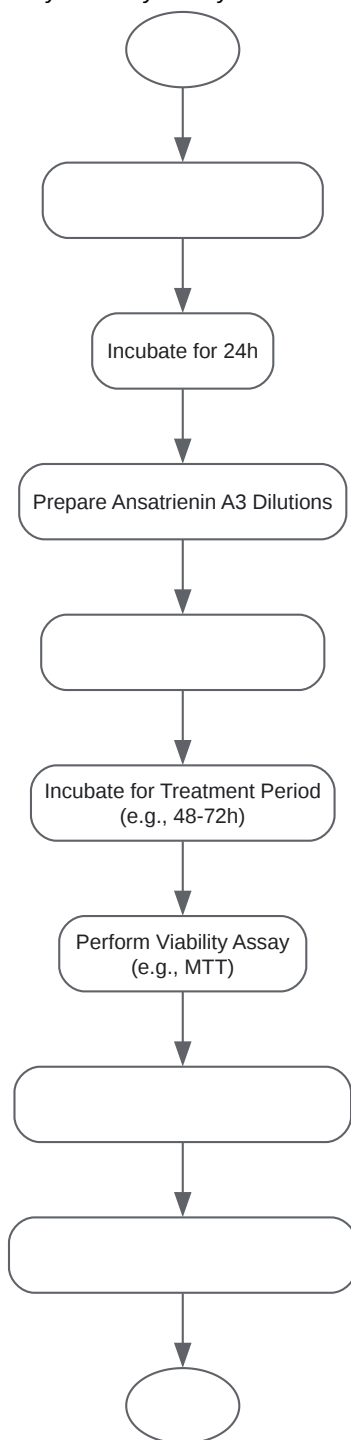 Incubate for 24h
Prepare Ansatrienin A3 Dilutions
Incubate for Treatment Period
(e.g., 48-72h)
Perform Viability Assay
(e.g., MTT)